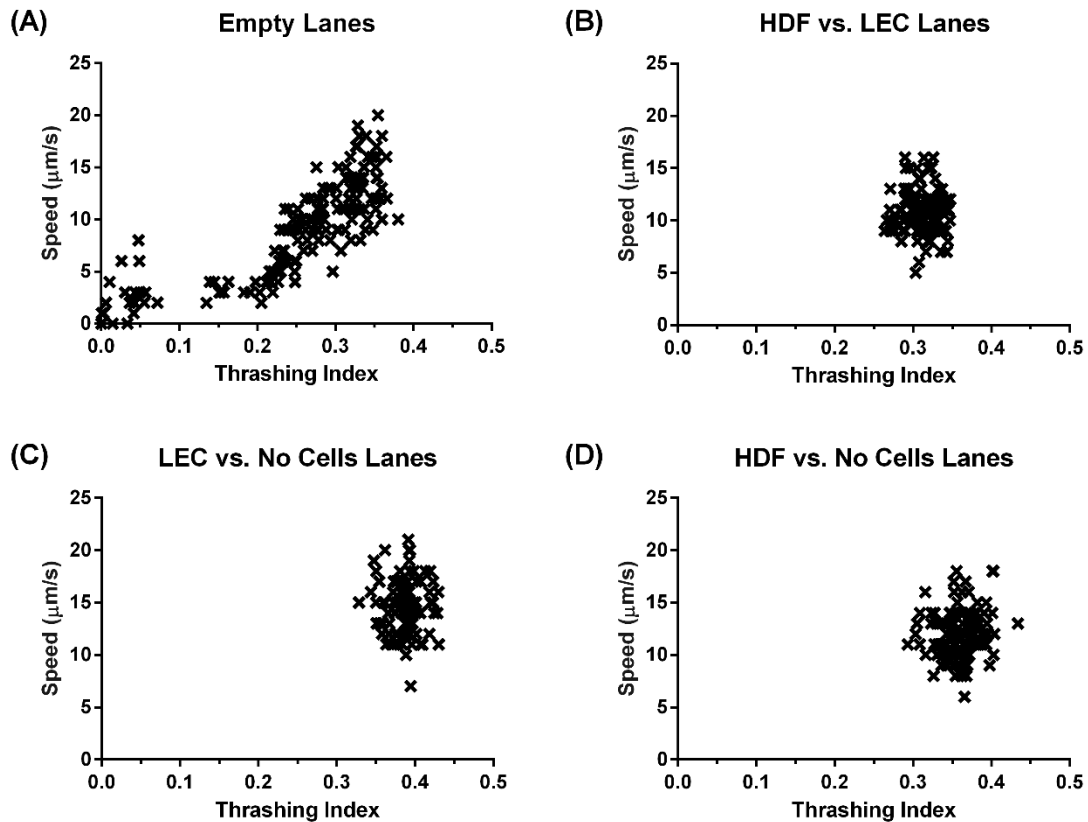 (A) Empty Lanes
25
20
15
10
5
0
Speed (μm/s)
0.0 0.1 0.2 0.3 0.4 0.5
Thrashing Index
(B) HDF vs. LEC Lanes
25
20
15
10
5
0
Speed (μm/s)
0.0 0.1 0.2 0.3 0.4 0.5
Thrashing Index
(C) LEC vs. No Cells Lanes
25
20
15
10
5
0
Speed (μm/s)
0.0 0.1 0.2 0.3 0.4 0.5
Thrashing Index
(D) HDF vs. No Cells Lanes
25
20
15
10
5
0
Speed (μm/s)
0.0 0.1 0.2 0.3 0.4 0.5
Thrashing Index